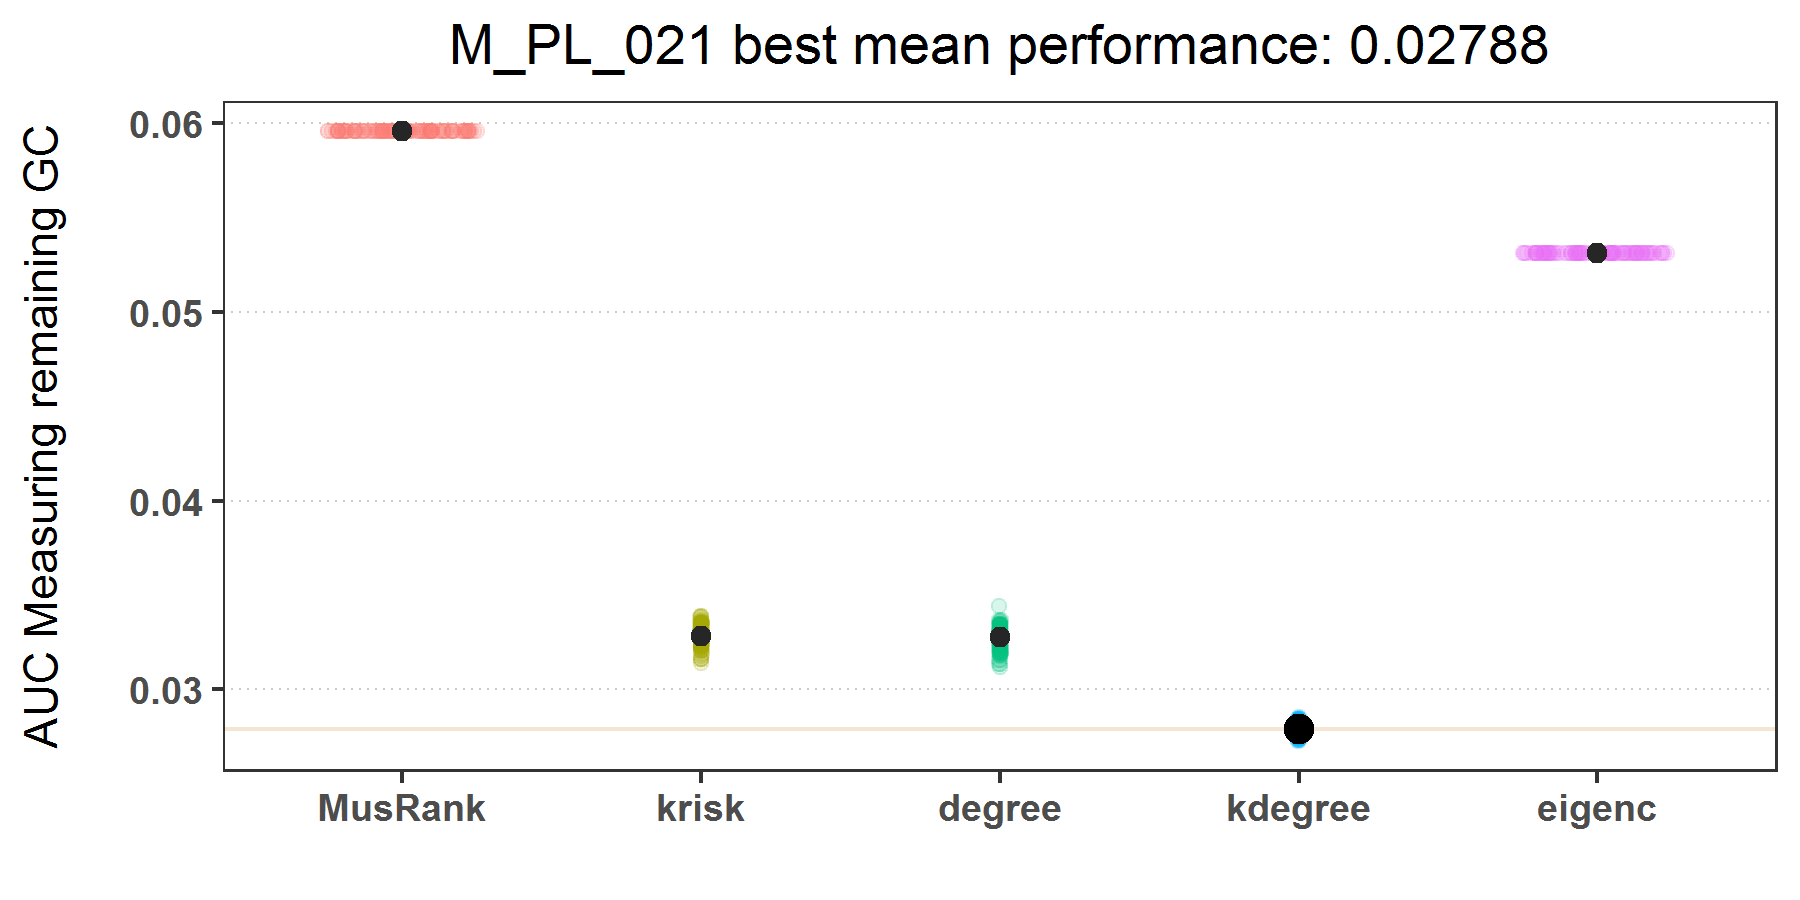 M_PL_021 best mean performance: 0.02788
AUC Measuring remaining GC
0.06
0.05
0.04
0.03
MusRank krisk degree kdegree eigenc